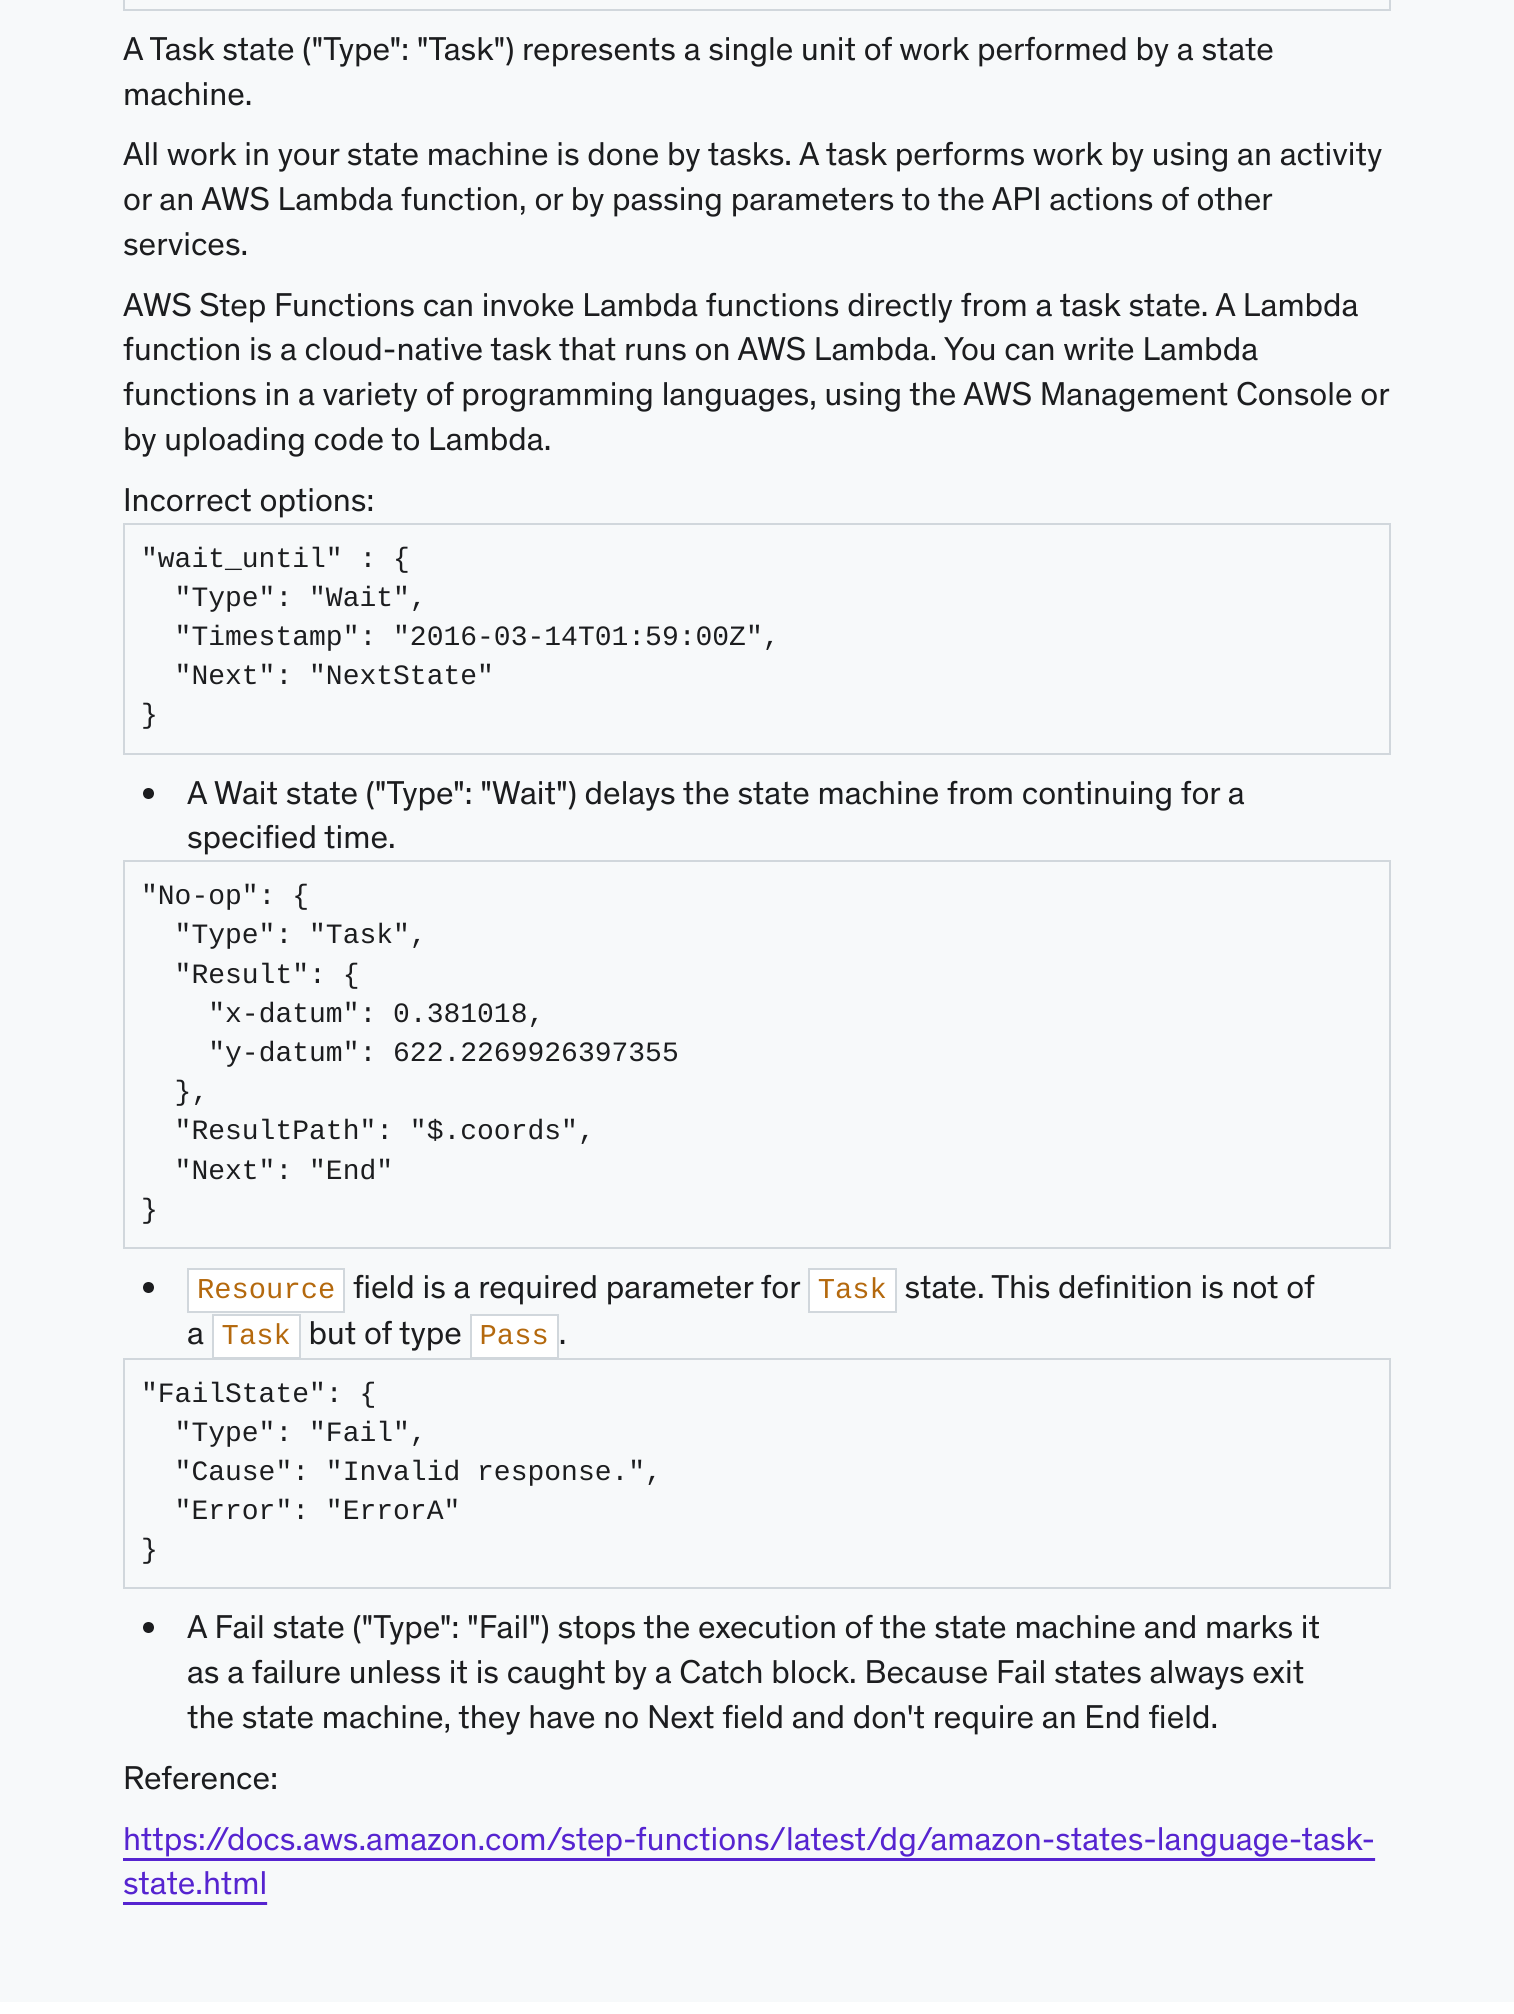 A Task state ("Type": "Task") represents a single unit of work performed by a state
machine.
All work in your state machine is done by tasks. A task performs work by using an activity
or an AWS Lambda function, or by passing parameters to the API actions of other
services.
AWS Step Functions can invoke Lambda functions directly from a task state. A Lambda
function is a cloud-native task that runs on AWS Lambda. You can write Lambda
functions in a variety of programming languages, using the AWS Management Console or
by uploading code to Lambda.
Incorrect options:
"wait_until" : {
  "Type": "Wait",
  "Timestamp": "2016-03-14T01:59:00Z",
  "Next": "NextState"
}
• A Wait state ("Type": "Wait") delays the state machine from continuing for a
specified time.
"No-op": {
  "Type": "Task",
  "Result": {
    "x-datum": 0.381018,
    "y-datum": 622.2269926397355
  },
  "ResultPath": "$.coords",
  "Next": "End"
}
• Resource field is a required parameter for Task state. This definition is not of
a Task but of type Pass.
"FailState": {
  "Type": "Fail",
  "Cause": "Invalid response.",
  "Error": "ErrorA"
}
• A Fail state ("Type": "Fail") stops the execution of the state machine and marks it
as a failure unless it is caught by a Catch block. Because Fail states always exit
the state machine, they have no Next field and don't require an End field.
Reference:
https://docs.aws.amazon.com/step-functions/latest/dg/amazon-states-language-task-
state.html